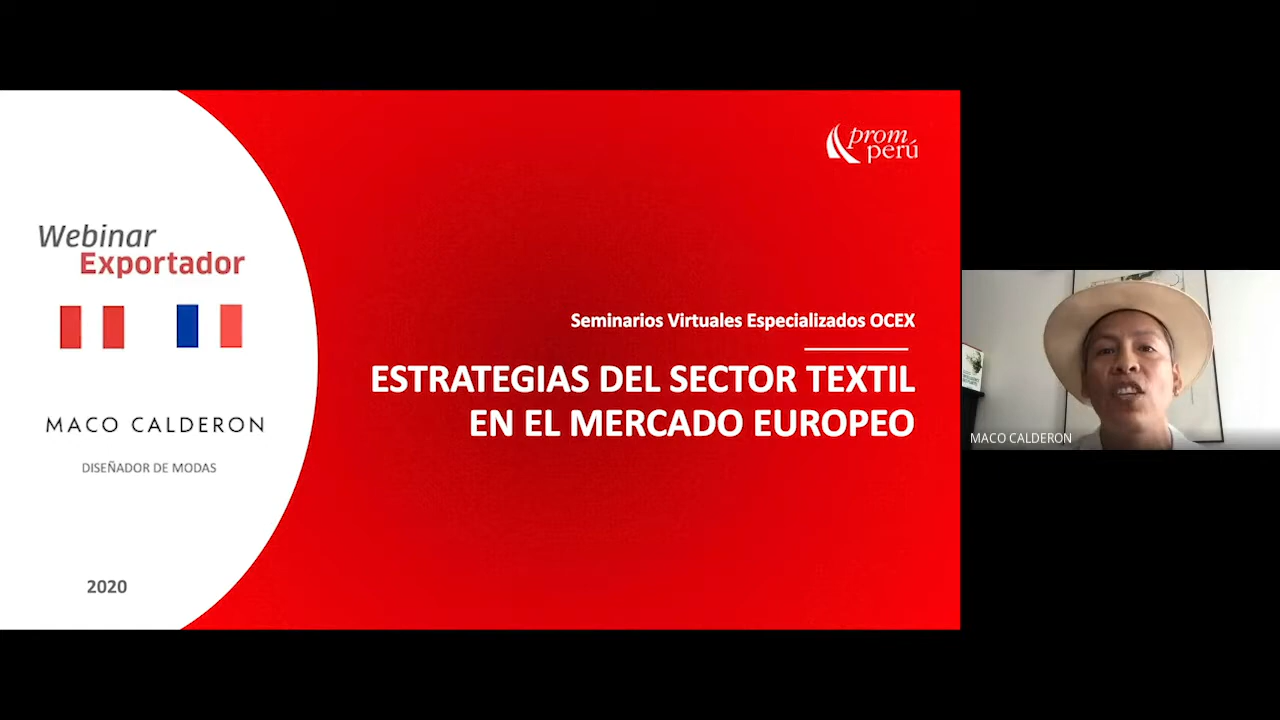 prom
perú
Webinar
Exportador
MACO CALDERON
DISEÑADOR DE MODAS
2020
Seminarios Virtuales Especializados OCEX
ESTRATEGIAS DEL SECTOR TEXTIL
EN EL MERCADO EUROPEO
MACO CALDERON